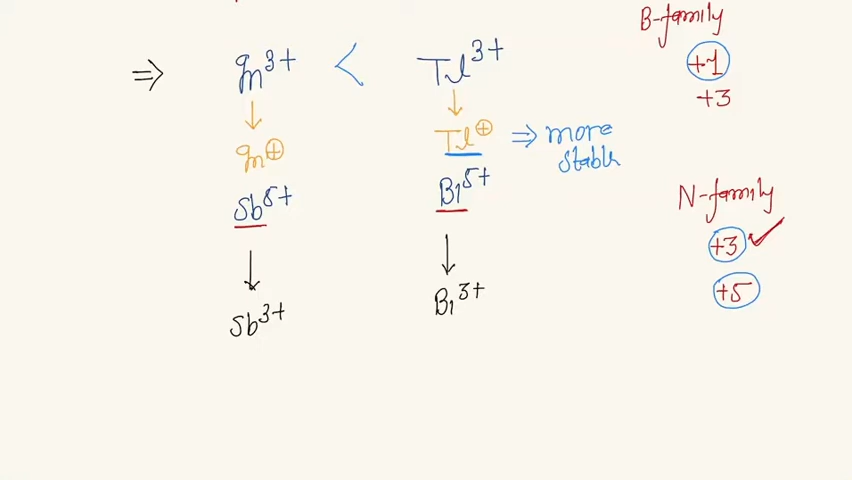 B-family
⇒ In³⁺ < Tl³⁺
+1
+3
↓ ↓
In⊕ Tl⊕ ⇒ more stable
Sb⁵⁺ Bi⁵⁺
N-family
+3 ✓
↓ ↓
+5
Sb³⁺ Bi³⁺